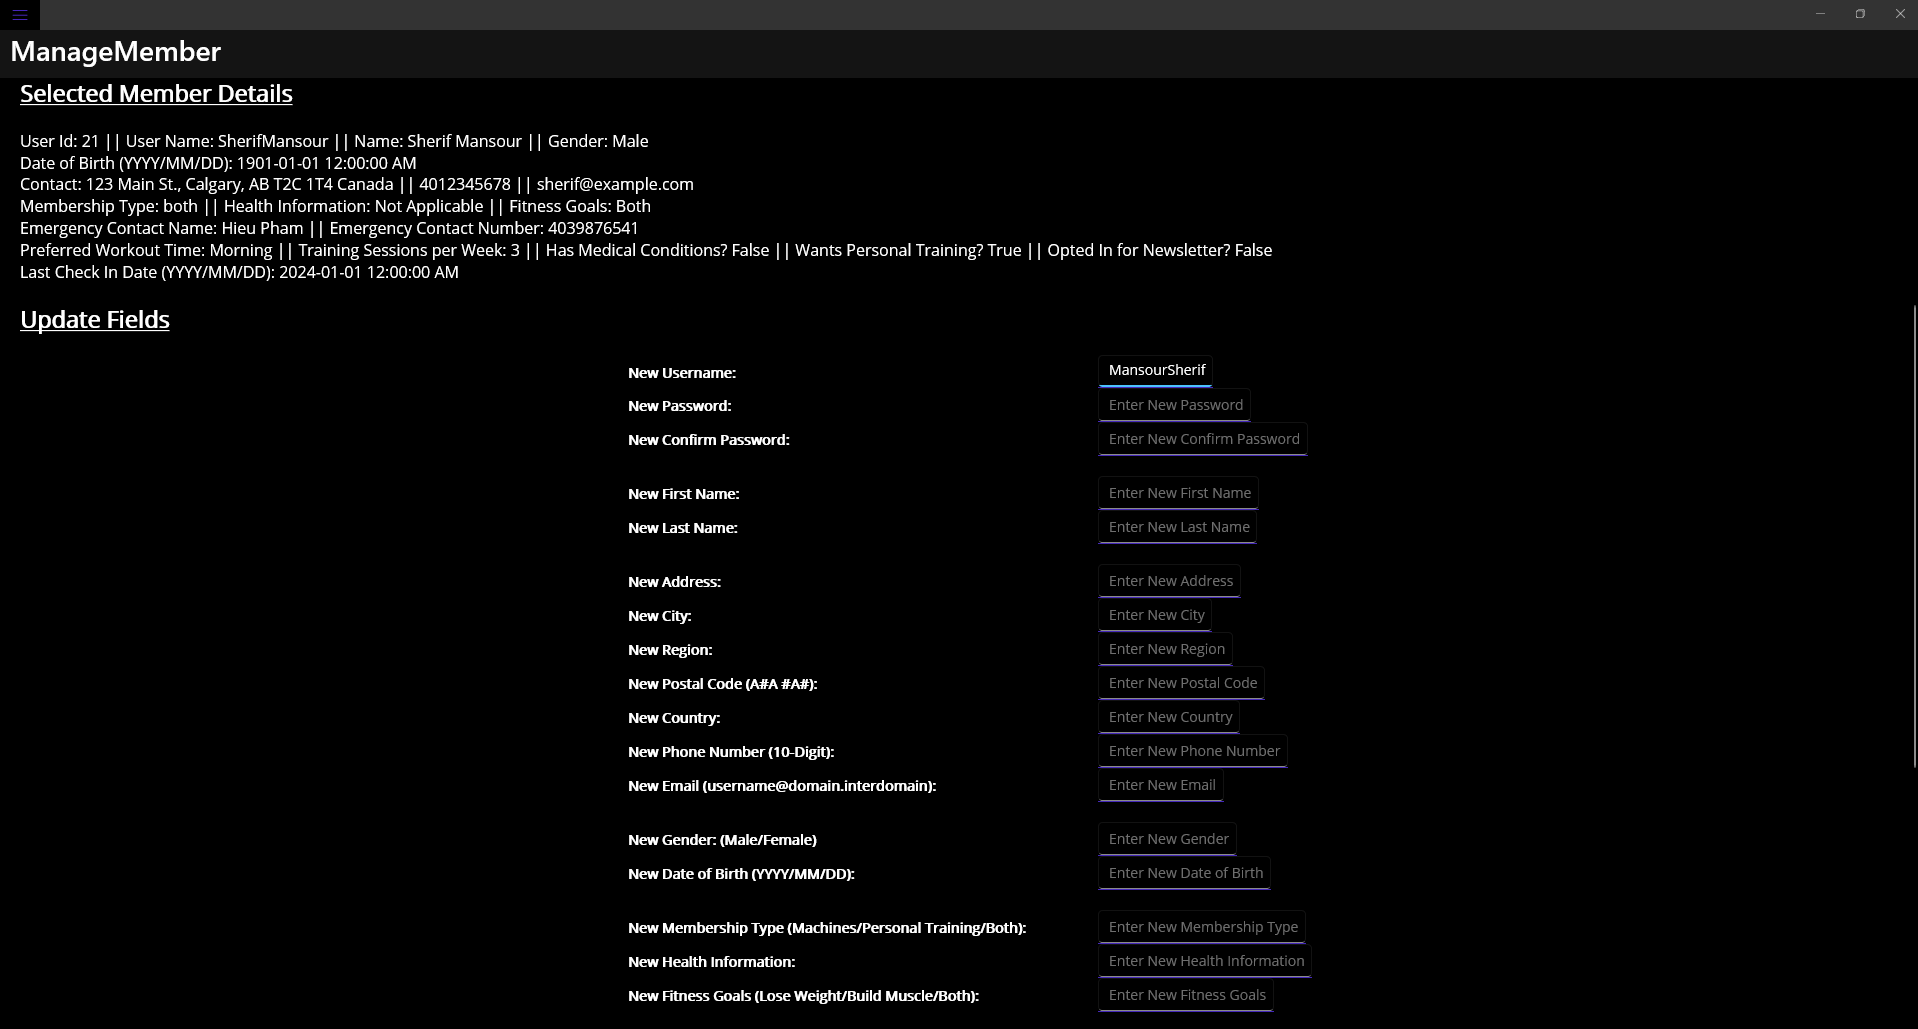 ManageMember
Selected Member Details
User Id: 21 || User Name: SherifMansour || Name: Sherif Mansour || Gender: Male
Date of Birth (YYYY/MM/DD): 1901-01-01 12:00:00 AM
Contact: 123 Main St., Calgary, AB T2C 1T4 Canada || 4012345678 || sherif@example.com
Membership Type: both || Health Information: Not Applicable || Fitness Goals: Both
Emergency Contact Name: Hieu Pham || Emergency Contact Number: 4039876541
Preferred Workout Time: Morning || Training Sessions per Week: 3 || Has Medical Conditions? False || Wants Personal Training? True || Opted In for Newsletter? False
Last Check In Date (YYYY/MM/DD): 2024-01-01 12:00:00 AM
Update Fields
New Username: MansourSherif
New Password: Enter New Password
New Confirm Password: Enter New Confirm Password
New First Name: Enter New First Name
New Last Name: Enter New Last Name
New Address: Enter New Address
New City: Enter New City
New Region: Enter New Region
New Postal Code (A#A #A#): Enter New Postal Code
New Country: Enter New Country
New Phone Number (10-Digit): Enter New Phone Number
New Email (username@domain.interdomain): Enter New Email
New Gender: (Male/Female) Enter New Gender
New Date of Birth (YYYY/MM/DD): Enter New Date of Birth
New Membership Type (Machines/Personal Training/Both): Enter New Membership Type
New Health Information: Enter New Health Information
New Fitness Goals (Lose Weight/Build Muscle/Both): Enter New Fitness Goals